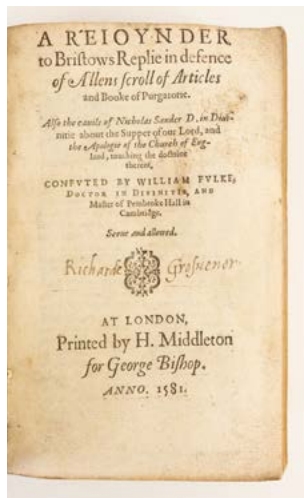 A REIOYNDER
to Bristows Replie in defence
of Allens scroll of Articles
and Booke of Purgatorie.
Also the cauils of Nicholas Sander D. in Diui-
nitie about the Supper of our Lord, and
the Apologie of the Church of Eng-
land, touching the doctrine
thereof,
CONFVTED BY WILLIAM FVLKE,
DOCTOR IN DIVINITIE, AND
Master of Pembroke Hall in
Cambridge.
Seene and allowed.
Richarde Grosuenor
AT LONDON,
Printed by H. Middleton
for George Bishop.
ANNO. 1581.